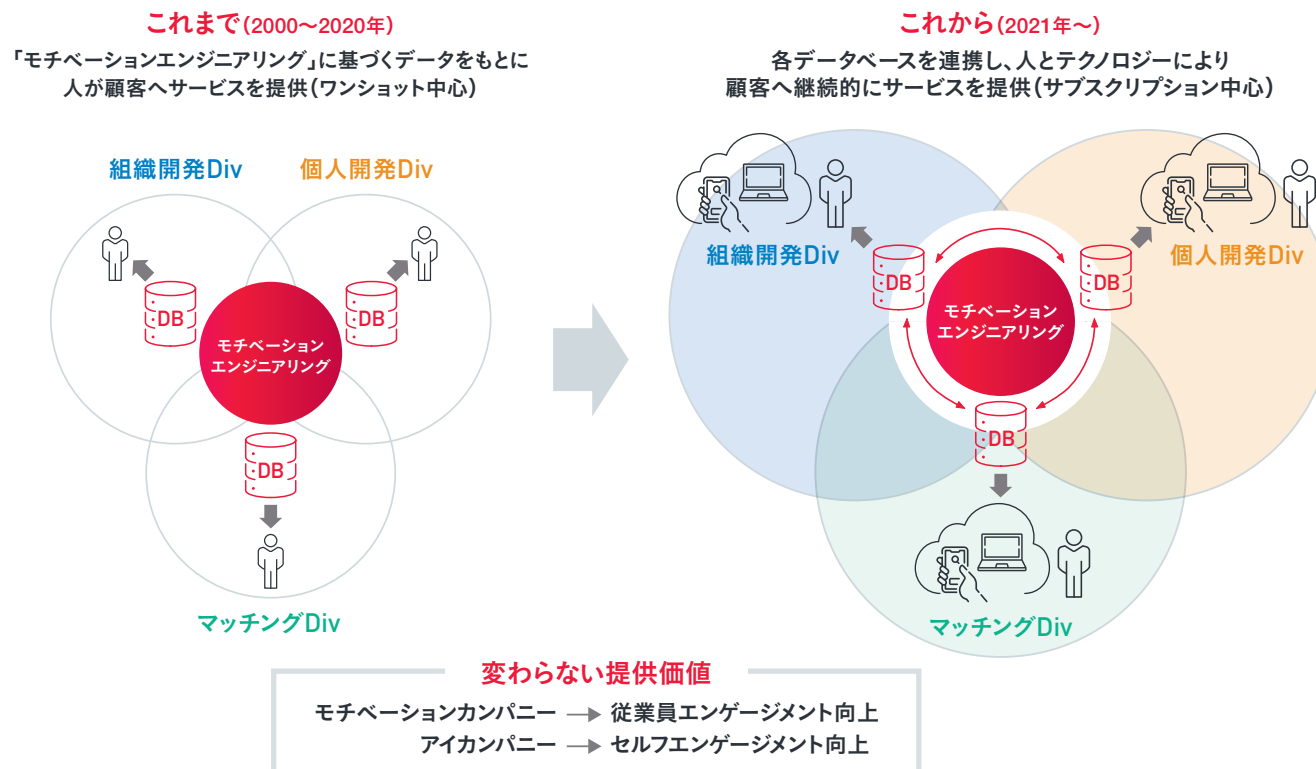 これまで(2000〜2020年)
「モチベーションエンジニアリング」に基づくデータをもとに
人が顧客へサービスを提供(ワンショット中心)
組織開発Div
個人開発Div
DB
DB
モチベーション
エンジニアリング
DB
マッチングDiv
これから(2021年〜)
各データベースを連携し、人とテクノロジーにより
顧客へ継続的にサービスを提供(サブスクリプション中心)
組織開発Div
個人開発Div
DB
DB
モチベーション
エンジニアリング
DB
マッチングDiv
変わらない提供価値
モチベーションカンパニー → 従業員エンゲージメント向上
アイカンパニー → セルフエンゲージメント向上